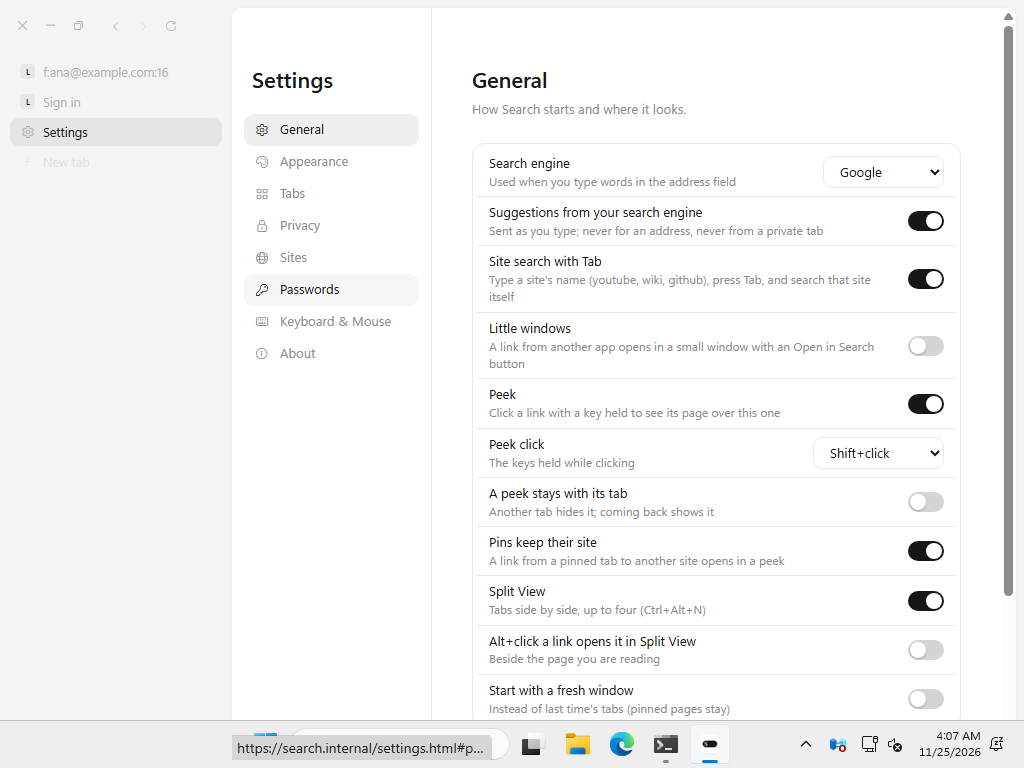 L f:ana@example.com:16
L Sign in
Settings
New tab
Settings
General
Appearance
Tabs
Privacy
Sites
Passwords
Keyboard & Mouse
About
General
How Search starts and where it looks.
Search engine
Used when you type words in the address field
Google
Suggestions from your search engine
Sent as you type; never for an address, never from a private tab
Site search with Tab
Type a site's name (youtube, wiki, github), press Tab, and search that site
itself
Little windows
A link from another app opens in a small window with an Open in Search
button
Peek
Click a link with a key held to see its page over this one
Peek click
The keys held while clicking
Shift+click
A peek stays with its tab
Another tab hides it; coming back shows it
Pins keep their site
A link from a pinned tab to another site opens in a peek
Split View
Tabs side by side, up to four (Ctrl+Alt+N)
Alt+click a link opens it in Split View
Beside the page you are reading
Start with a fresh window
Instead of last time's tabs (pinned pages stay)
https://search.internal/settings.html#p...
4:07 AM
11/25/2026